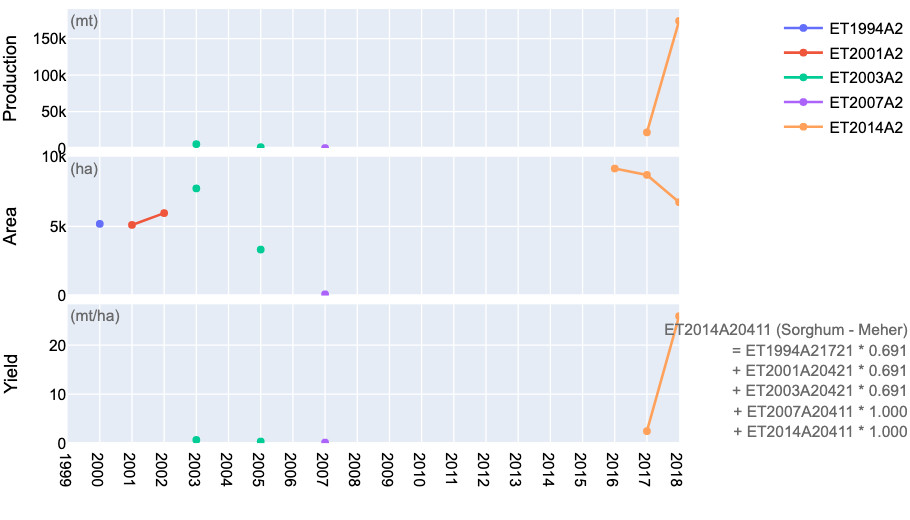 (mt)
Production
150k
100k
50k
0
ET1994A2
ET2001A2
ET2003A2
ET2007A2
ET2014A2
(ha)
Area
10k
5k
0
(mt/ha)
Yield
20
10
0
ET2014A20411 (Sorghum - Meher)
= ET1994A21721 * 0.691
+ ET2001A20421 * 0.691
+ ET2003A20421 * 0.691
+ ET2007A20411 * 1.000
+ ET2014A20411 * 1.000
1999
2000
2001
2002
2003
2004
2005
2006
2007
2008
2009
2010
2011
2012
2013
2014
2015
2016
2017
2018